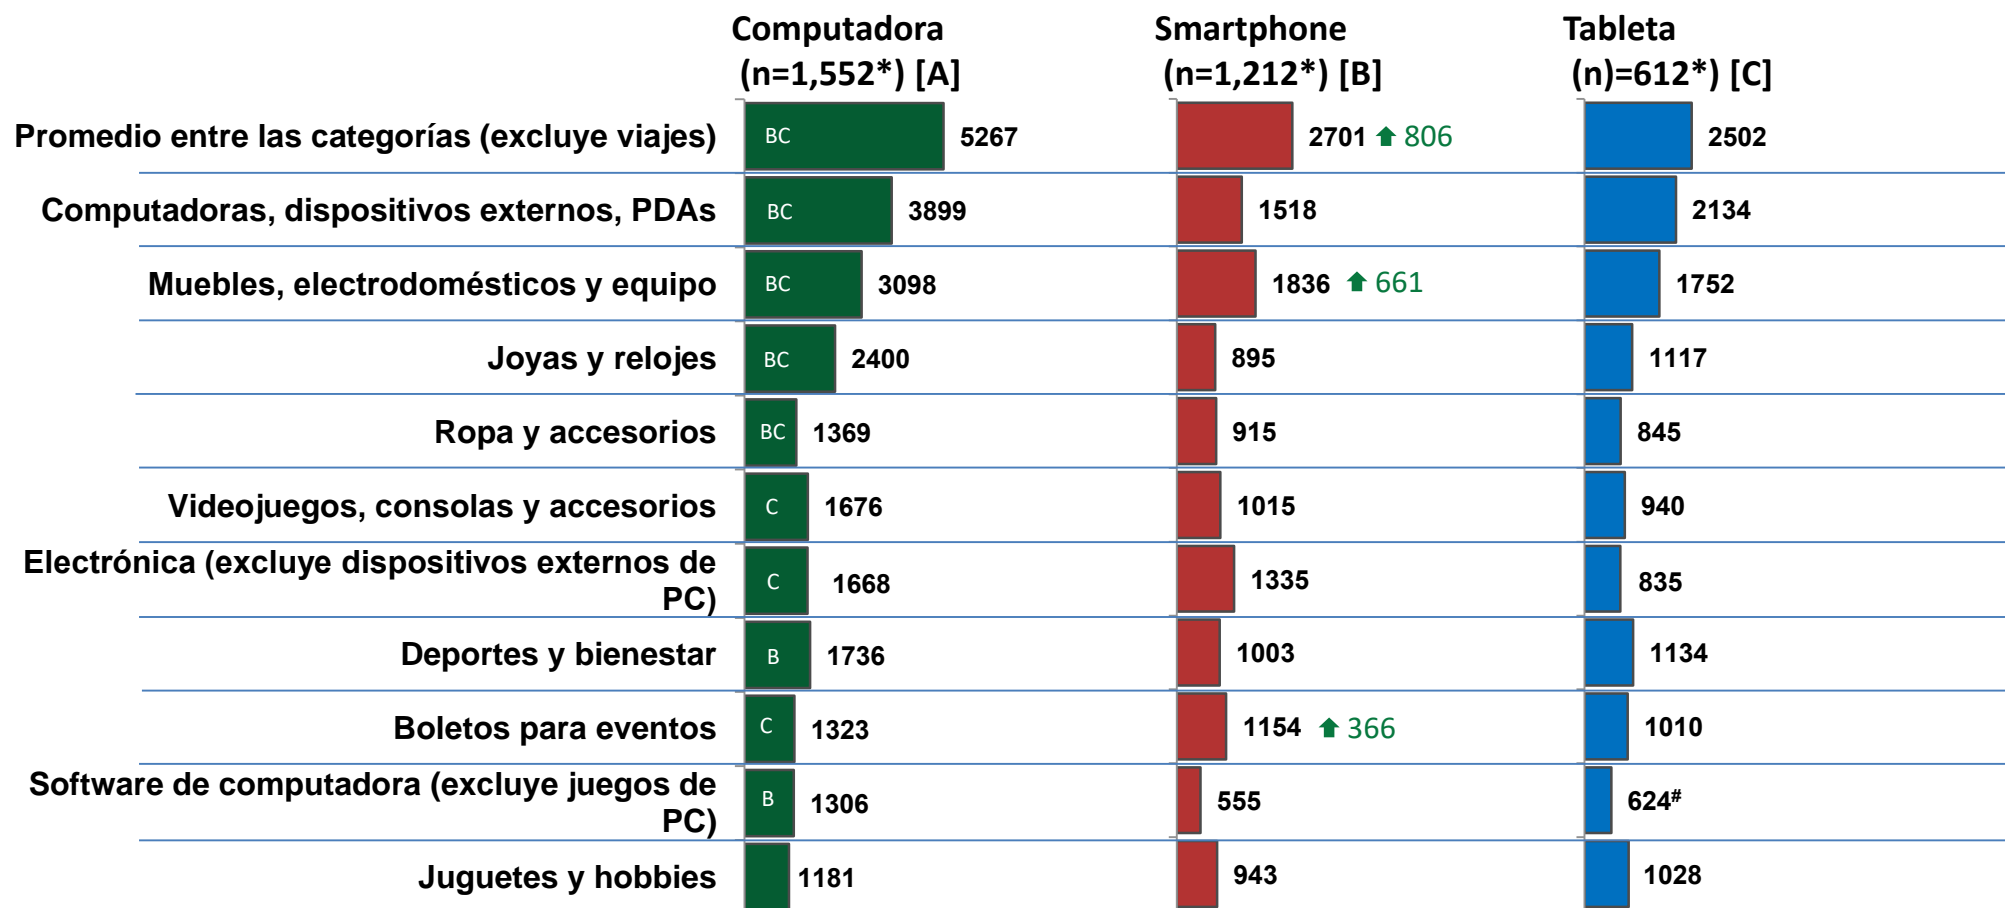 Computadora
(n=1,552*) [A]
Smartphone
(n=1,212*) [B]
Tableta
(n)=612*) [C]
Promedio entre las categorías (excluye viajes) BC 5267 2701 806 2502
Computadoras, dispositivos externos, PDAs BC 3899 1518 2134
Muebles, electrodomésticos y equipo BC 3098 1836 661 1752
Joyas y relojes BC 2400 895 1117
Ropa y accesorios BC 1369 915 845
Videojuegos, consolas y accesorios C 1676 1015 940
Electrónica (excluye dispositivos externos de
PC) C 1668 1335 835
Deportes y bienestar B 1736 1003 1134
Boletos para eventos C 1323 1154 366 1010
Software de computadora (excluye juegos de
PC) B 1306 555 624#
Juguetes y hobbies 1181 943 1028